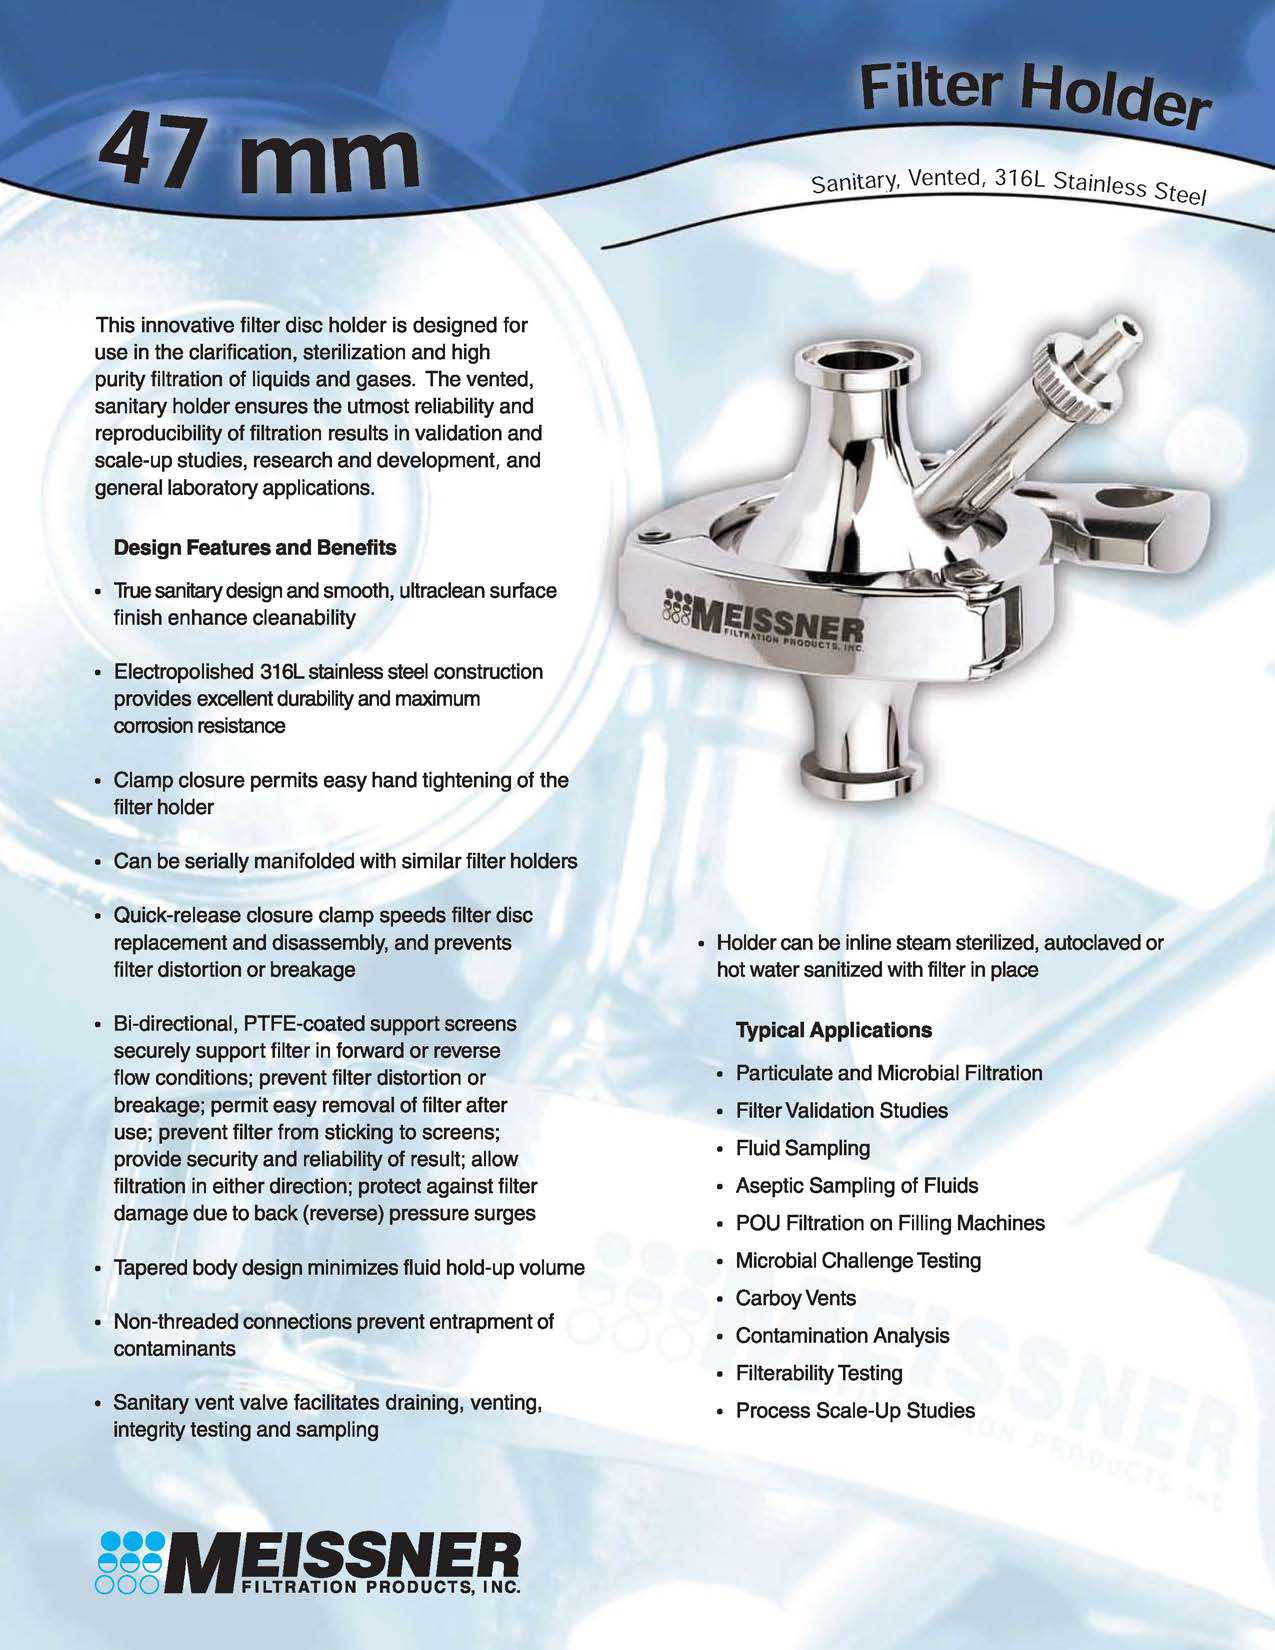 47 mm
Filter Holder
Sanitary, Vented, 316L Stainless Steel
This innovative filter disc holder is designed for
use in the clarification, sterilization and high
purity filtration of liquids and gases. The vented,
sanitary holder ensures the utmost reliability and
reproducibility of filtration results in validation and
scale-up studies, research and development, and
general laboratory applications.
Design Features and Benefits
• True sanitary design and smooth, ultraclean surface
finish enhance cleanability
• Electropolished 316L stainless steel construction
provides excellent durability and maximum
corrosion resistance
• Clamp closure permits easy hand tightening of the
filter holder
• Can be serially manifolded with similar filter holders
• Quick-release closure clamp speeds filter disc
replacement and disassembly, and prevents
filter distortion or breakage
• Bi-directional, PTFE-coated support screens
securely support filter in forward or reverse
flow conditions; prevent filter distortion or
breakage; permit easy removal of filter after
use; prevent filter from sticking to screens;
provide security and reliability of result; allow
filtration in either direction; protect against filter
damage due to back (reverse) pressure surges
• Tapered body design minimizes fluid hold-up volume
• Non-threaded connections prevent entrapment of
contaminants
• Sanitary vent valve facilitates draining, venting,
integrity testing and sampling
MEISSNER
FILTRATION PRODUCTS, INC.
• Holder can be inline steam sterilized, autoclaved or
hot water sanitized with filter in place
Typical Applications
• Particulate and Microbial Filtration
• Filter Validation Studies
• Fluid Sampling
• Aseptic Sampling of Fluids
• POU Filtration on Filling Machines
• Microbial Challenge Testing
• Carboy Vents
• Contamination Analysis
• Filterability Testing
• Process Scale-Up Studies
MEISSNER
FILTRATION PRODUCTS, INC.